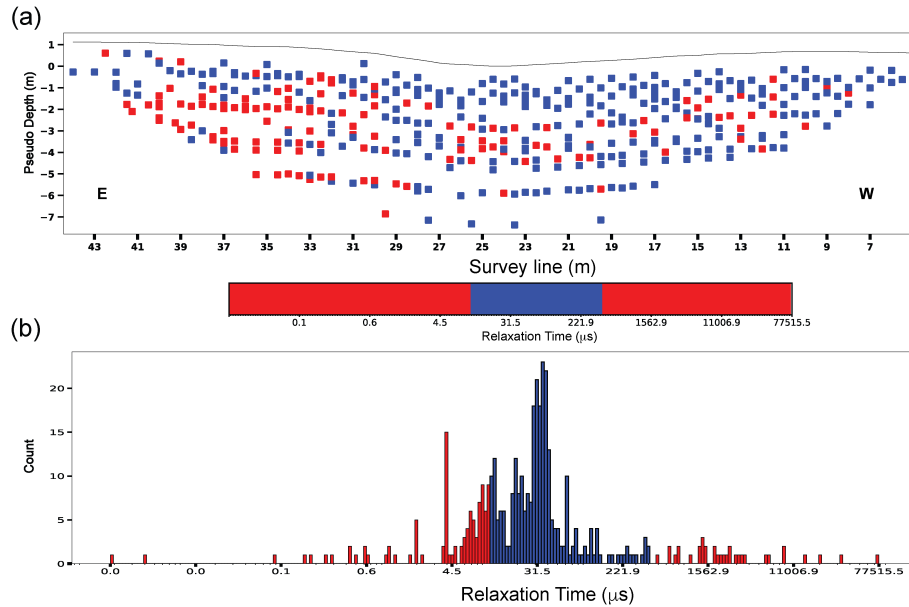 (a)
Pseudo Depth (m)
1
0
−1
−2
−3
−4
−5
−6
−7
E
W
43 41 39 37 35 33 31 29 27 25 23 21 19 17 15 13 11 9 7
Survey line (m)
0.1 0.6 4.5 31.5 221.9 1562.9 11006.9 77515.5
Relaxation Time (μs)
(b)
Count
20
15
10
5
0
0.0 0.0 0.1 0.6 4.5 31.5 221.9 1562.9 11006.9 77515.5
Relaxation Time (μs)